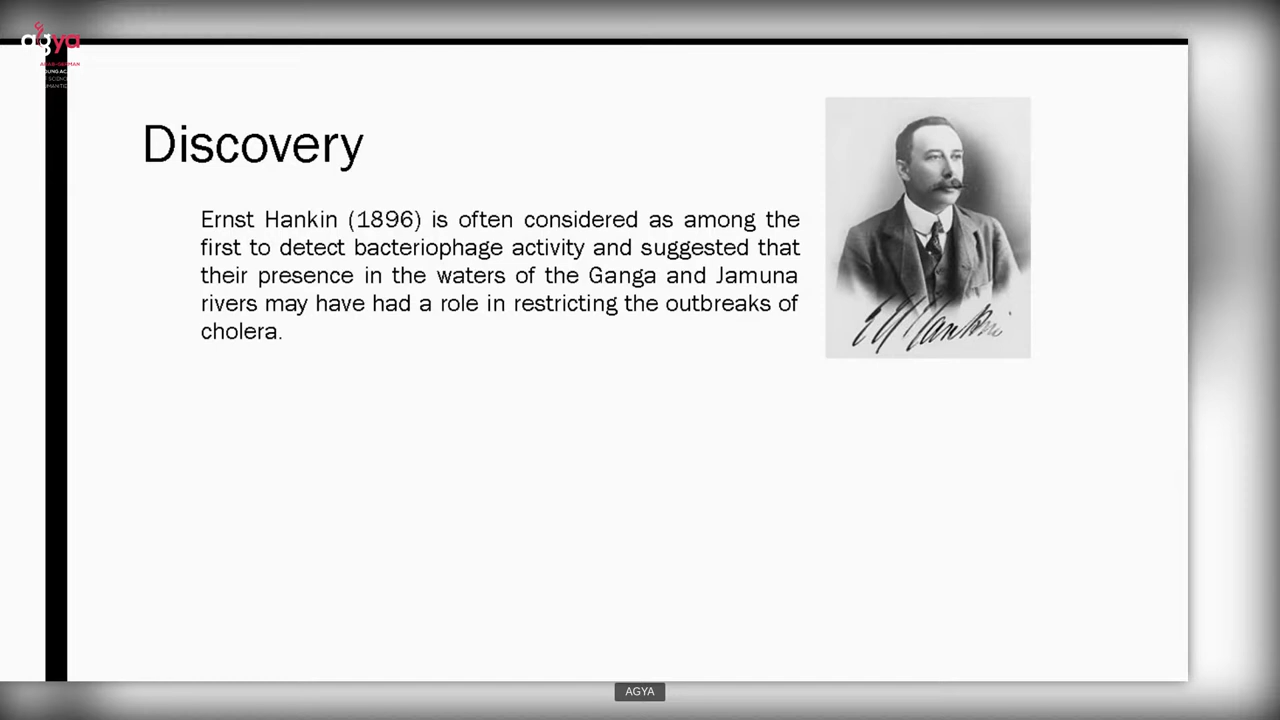 agya
ARAB-GERMAN
Discovery
Ernst Hankin (1896) is often considered as among the
first to detect bacteriophage activity and suggested that
their presence in the waters of the Ganga and Jamuna
rivers may have had a role in restricting the outbreaks of
cholera.
AGYA